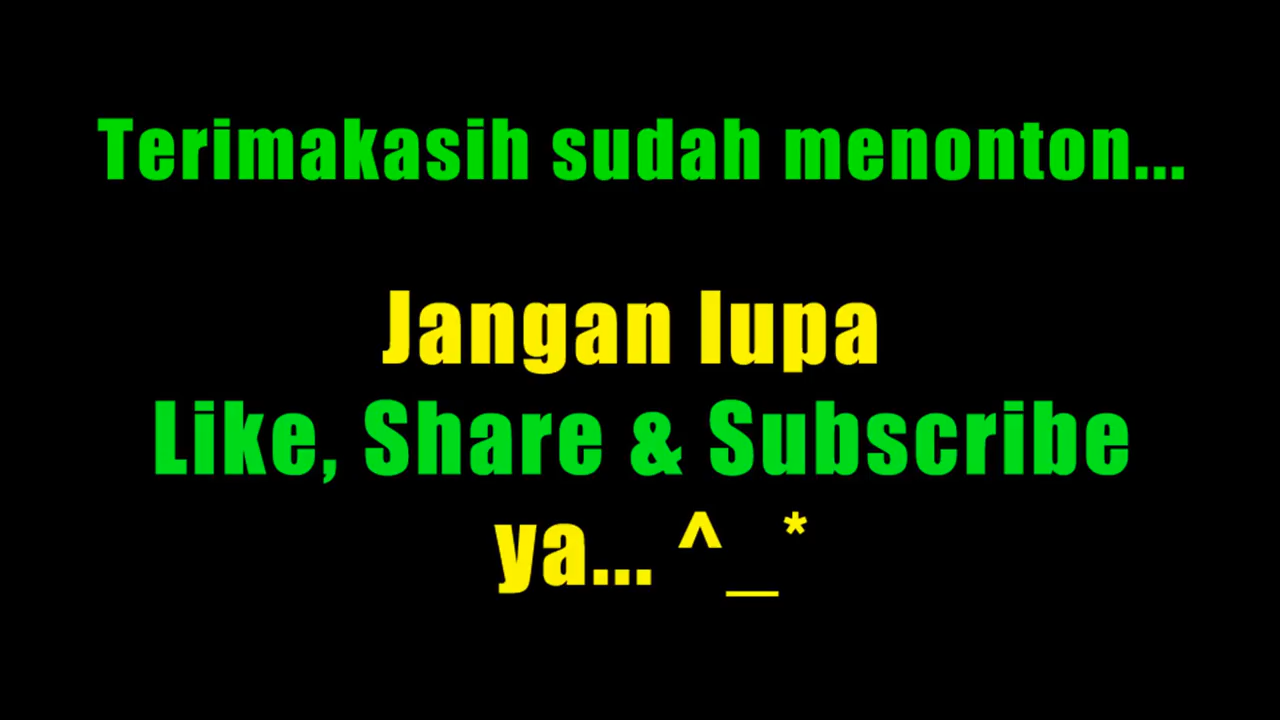 Terimakasih sudah menonton...
Jangan lupa
Like, Share & Subscribe
ya... ^_*